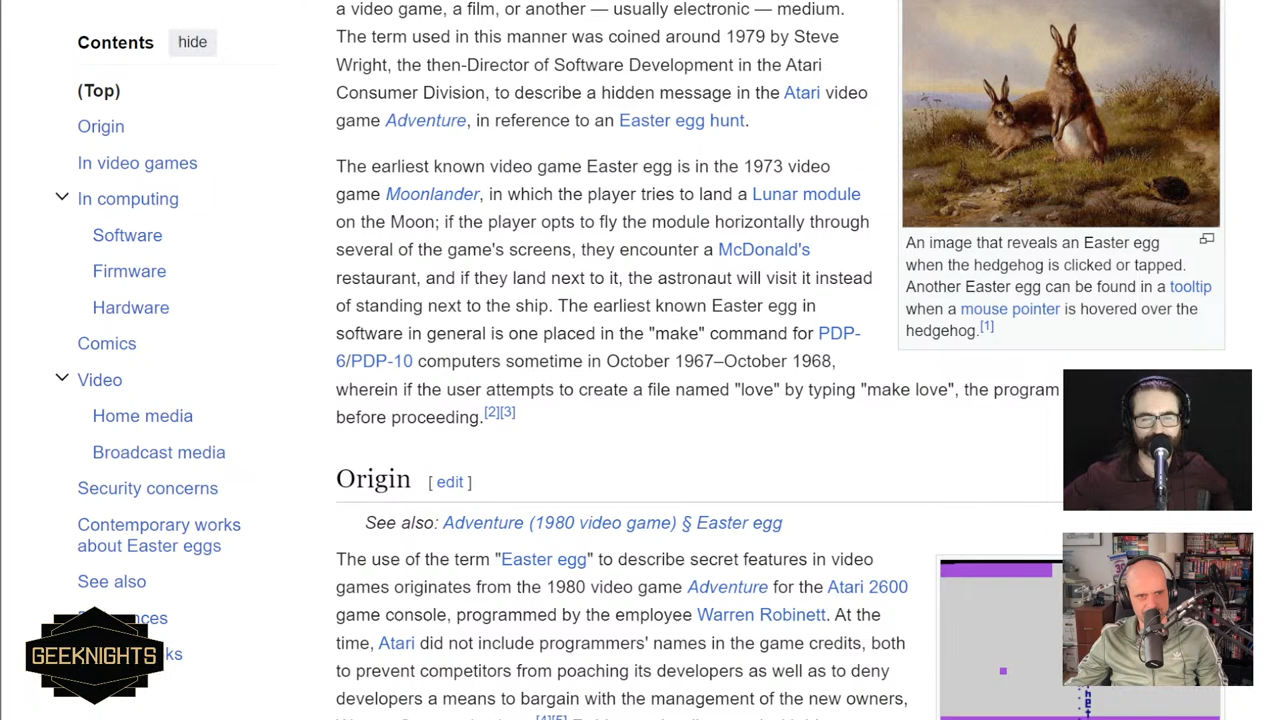 Contents hide
(Top)
Origin
In video games
In computing
Software
Firmware
Hardware
Comics
Video
Home media
Broadcast media
Security concerns
Contemporary works
about Easter eggs
See also
nces
ks
GEEKNIGHTS
a video game, a film, or another — usually electronic — medium.
The term used in this manner was coined around 1979 by Steve
Wright, the then-Director of Software Development in the Atari
Consumer Division, to describe a hidden message in the Atari video
game Adventure, in reference to an Easter egg hunt.
The earliest known video game Easter egg is in the 1973 video
game Moonlander, in which the player tries to land a Lunar module
on the Moon; if the player opts to fly the module horizontally through
several of the game's screens, they encounter a McDonald's
restaurant, and if they land next to it, the astronaut will visit it instead
of standing next to the ship. The earliest known Easter egg in
software in general is one placed in the "make" command for PDP-
6/PDP-10 computers sometime in October 1967–October 1968,
wherein if the user attempts to create a file named "love" by typing "make love", the program
before proceeding.[2][3]
An image that reveals an Easter egg
when the hedgehog is clicked or tapped.
Another Easter egg can be found in a tooltip
when a mouse pointer is hovered over the
hedgehog.[1]
Origin [ edit ]
See also: Adventure (1980 video game) § Easter egg
The use of the term "Easter egg" to describe secret features in video
games originates from the 1980 video game Adventure for the Atari 2600
game console, programmed by the employee Warren Robinett. At the
time, Atari did not include programmers' names in the game credits, both
to prevent competitors from poaching its developers as well as to deny
developers a means to bargain with the management of the new owners,